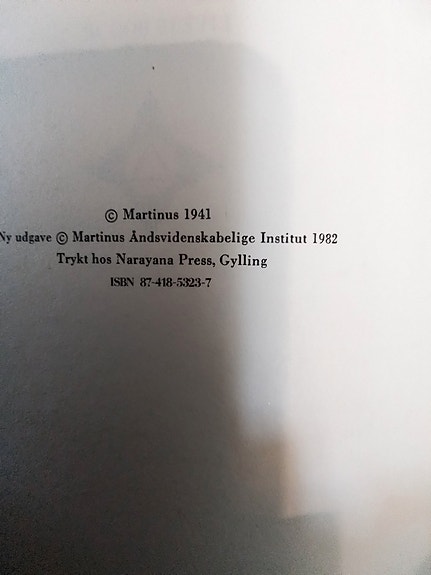 © Martinus 1941
Ny udgave © Martinus Åndsvidenskabelige Institut 1982
Trykt hos Narayana Press, Gylling
ISBN 87-418-5323-7